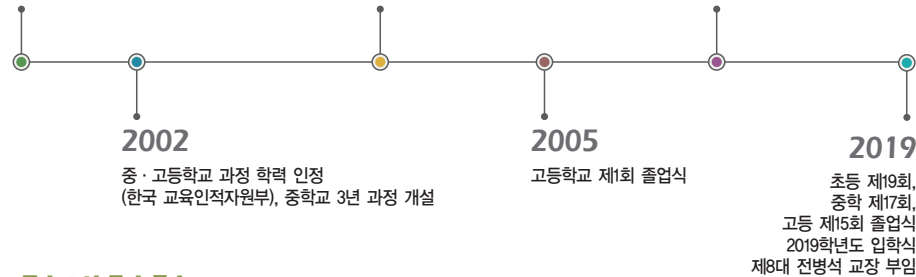 2002
중 · 고등학교 과정 학력 인정
(한국 교육인적자원부), 중학교 3년 과정 개설
2005
고등학교 제1회 졸업식
2019
초등 제19회,
중학 제17회,
고등 제15회 졸업식
2019학년도 입학식
제8대 전병석 교장 부임